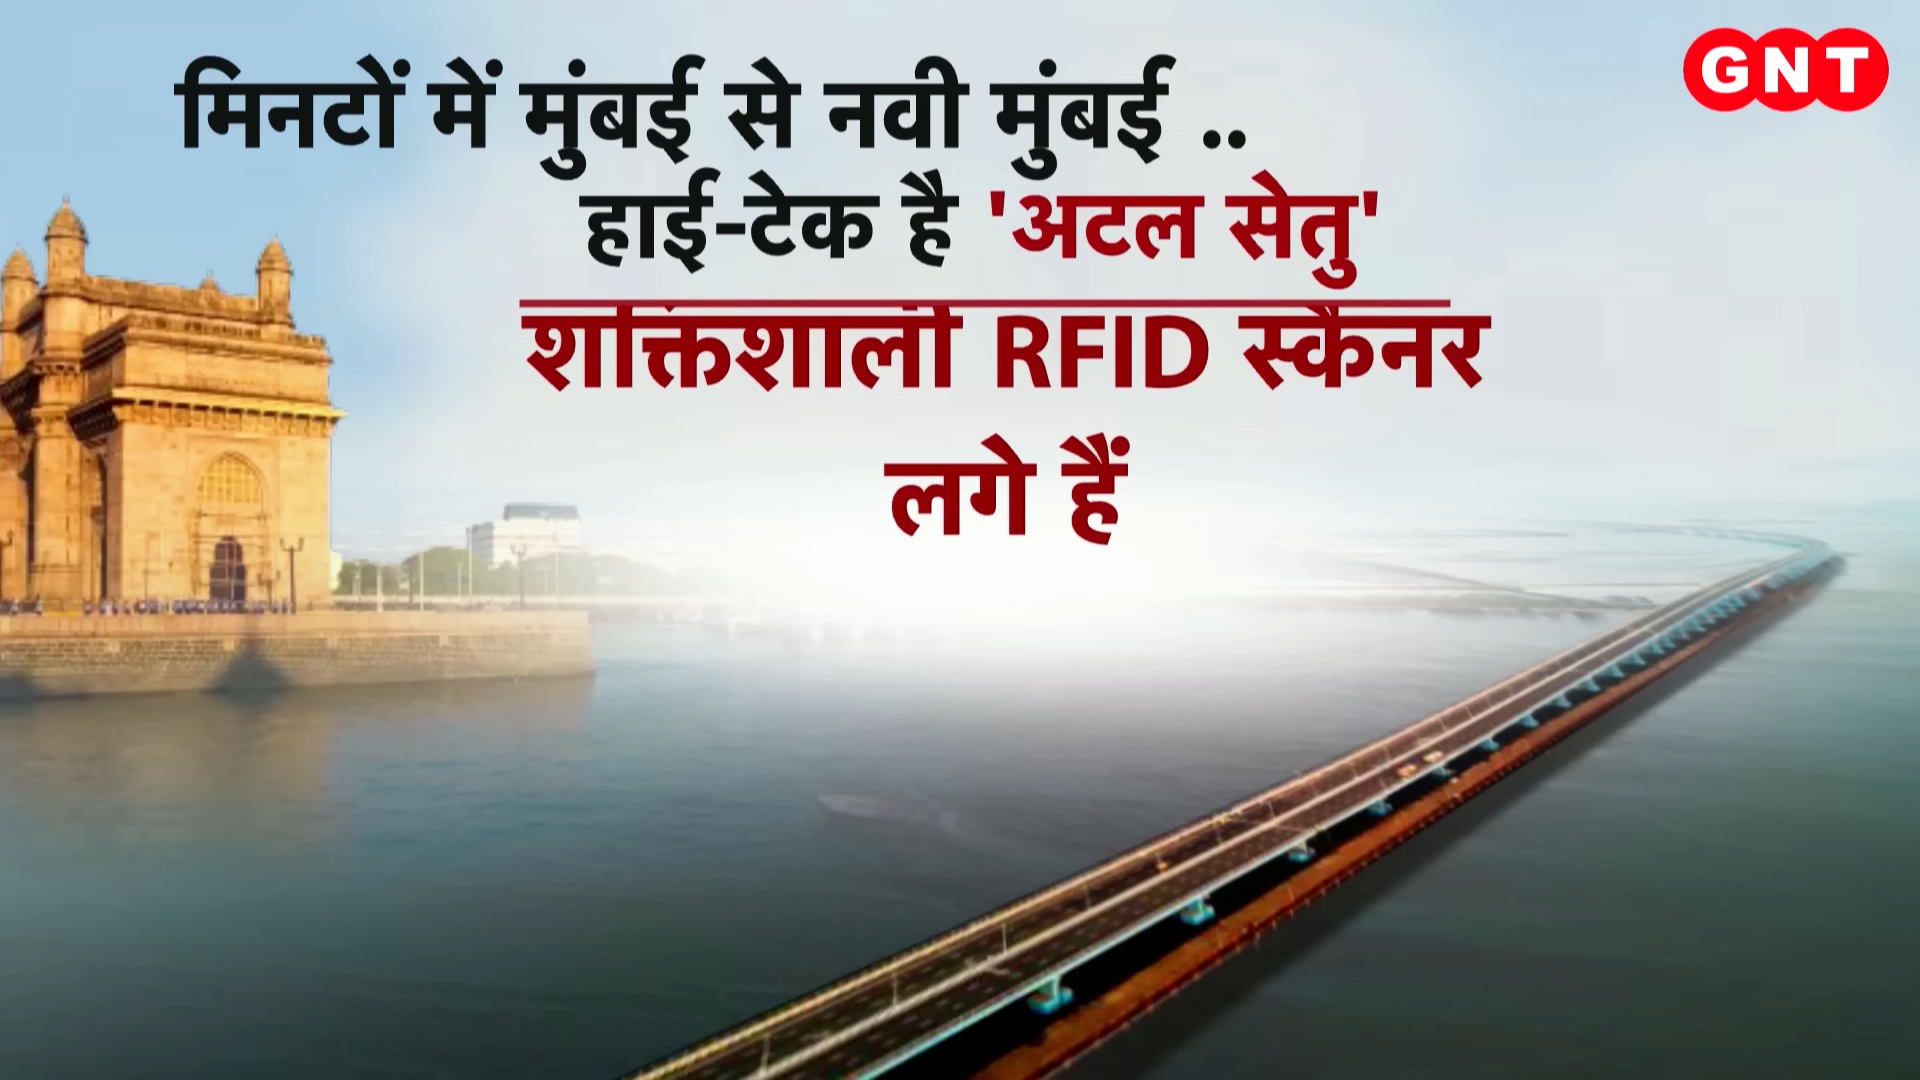 GNT
मिनटों में मुंबई से नवी मुंबई ..
हाई-टेक है 'अटल सेतु'
शक्तिशाली RFID स्कैनर
लगे हैं